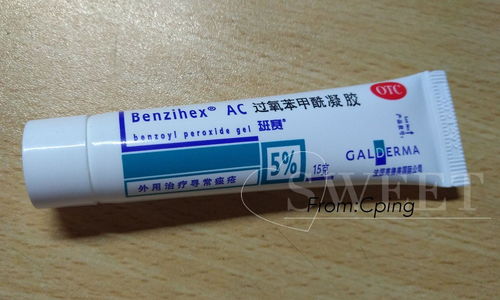 Benzihex® AC 过氧苯甲酰凝胶
OTC
benzoyl peroxide gel 班赛®
5%
15克
外用治疗寻常痤疮
GALDERMA
SWEET
From:Cping